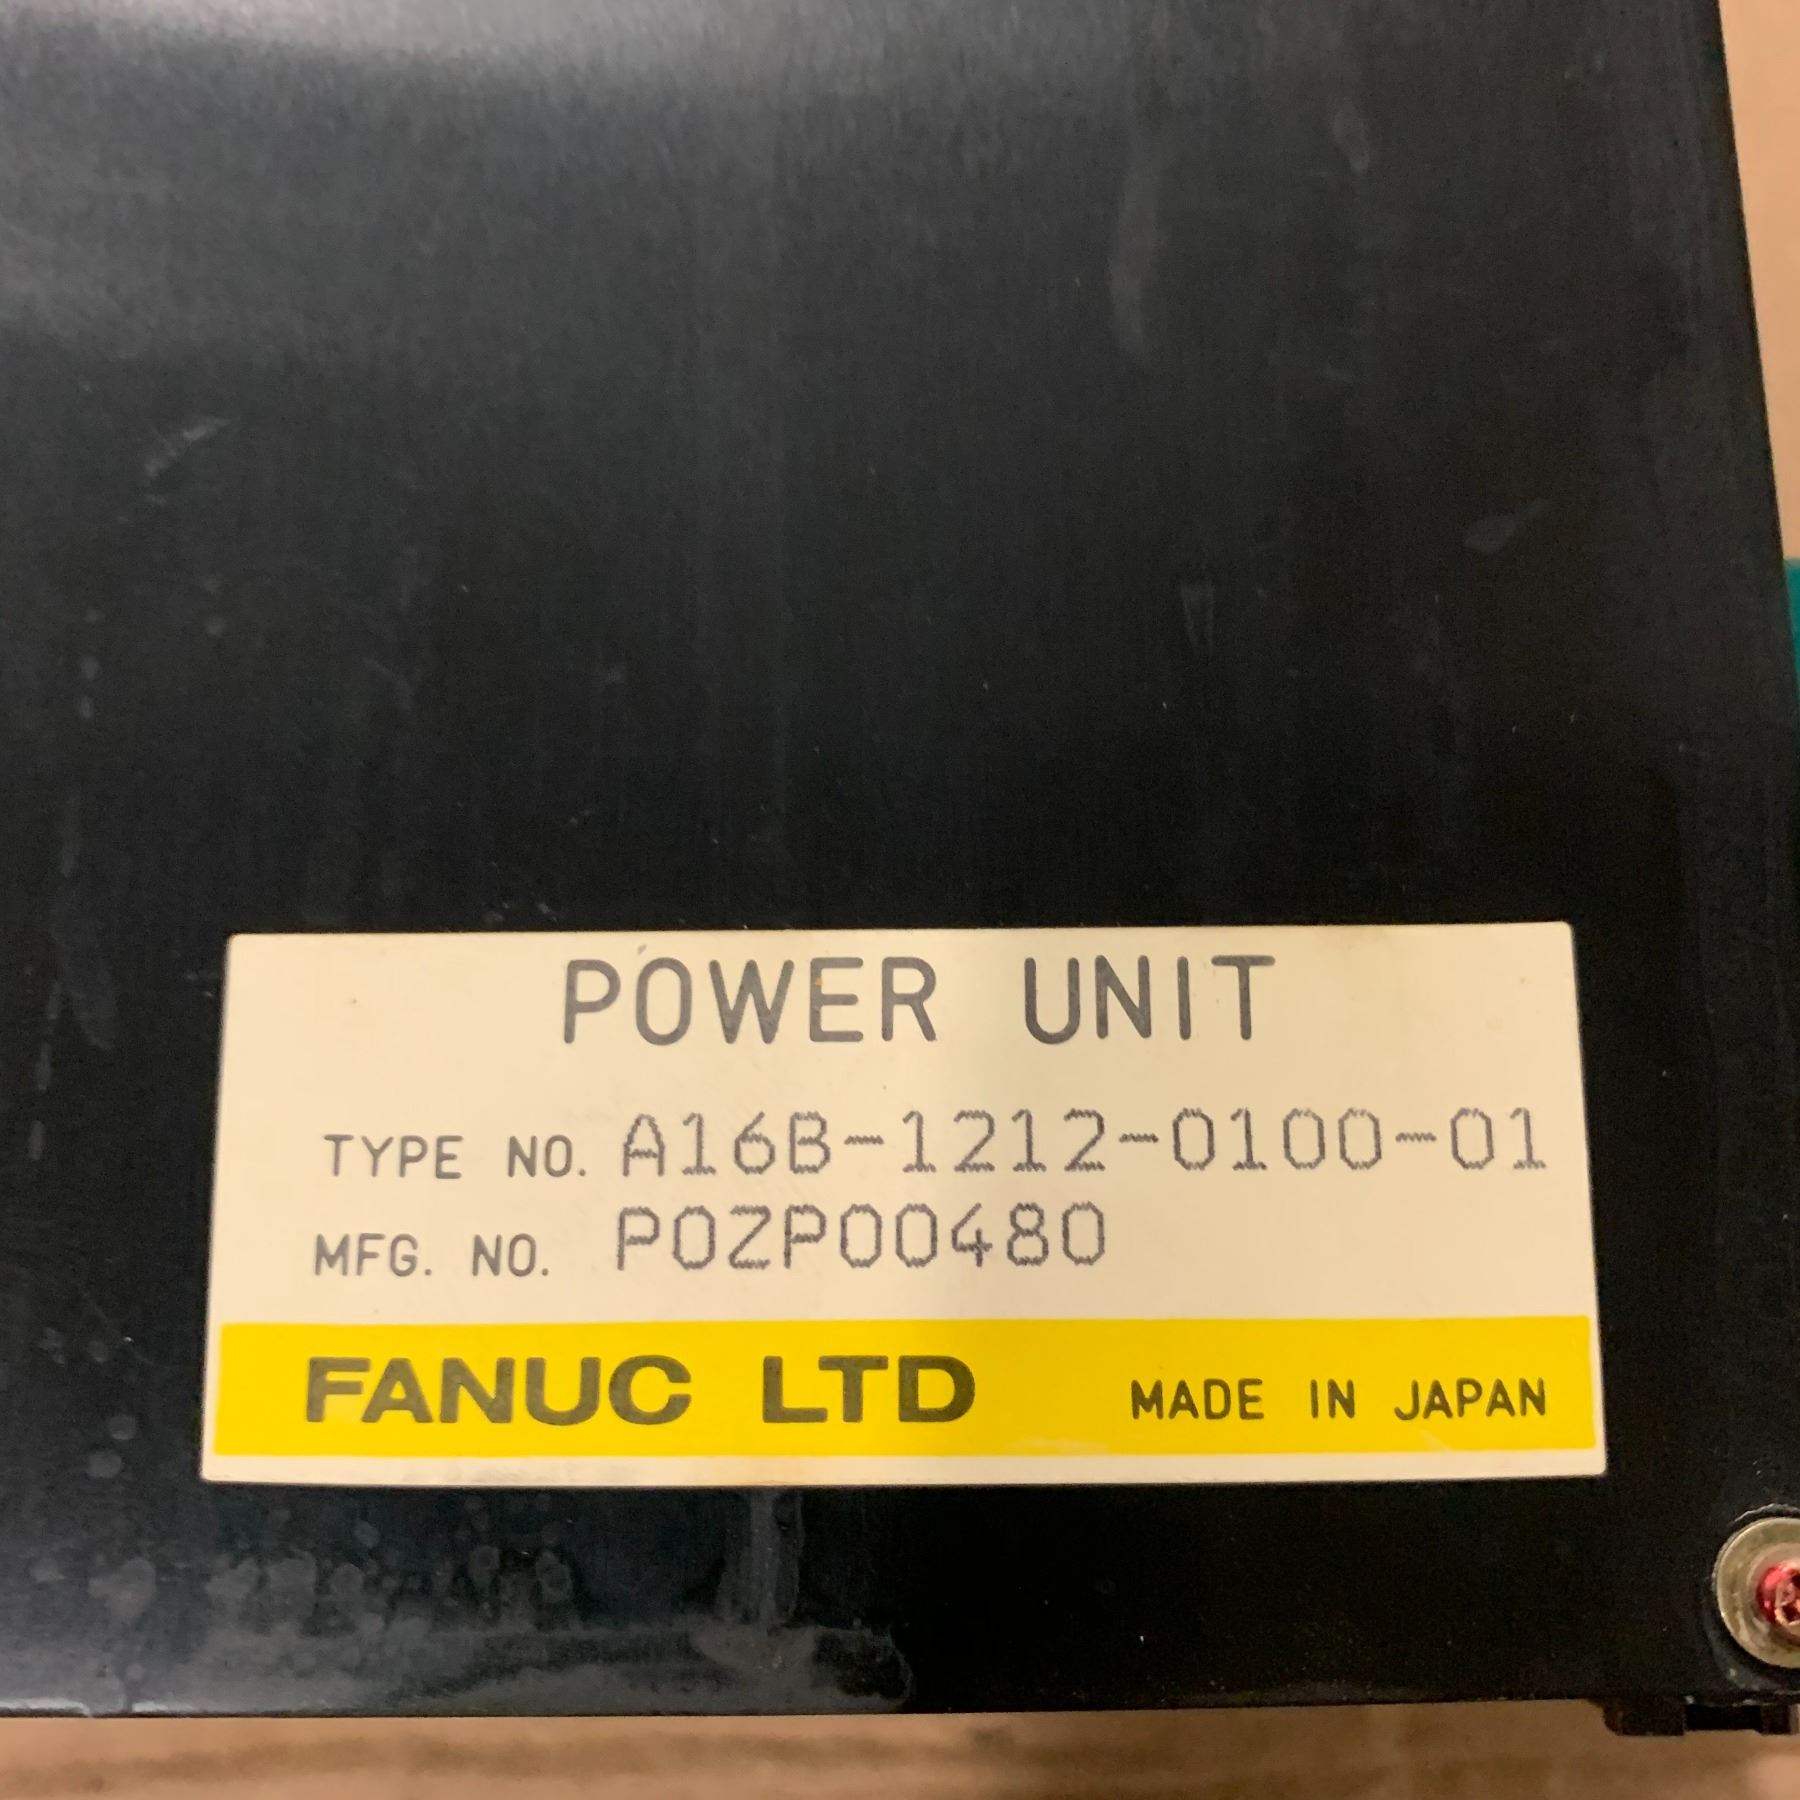 POWER UNIT
TYPE NO. A16B-1212-0100-01
MFG. NO. P0ZP00480
FANUC LTD MADE IN JAPAN